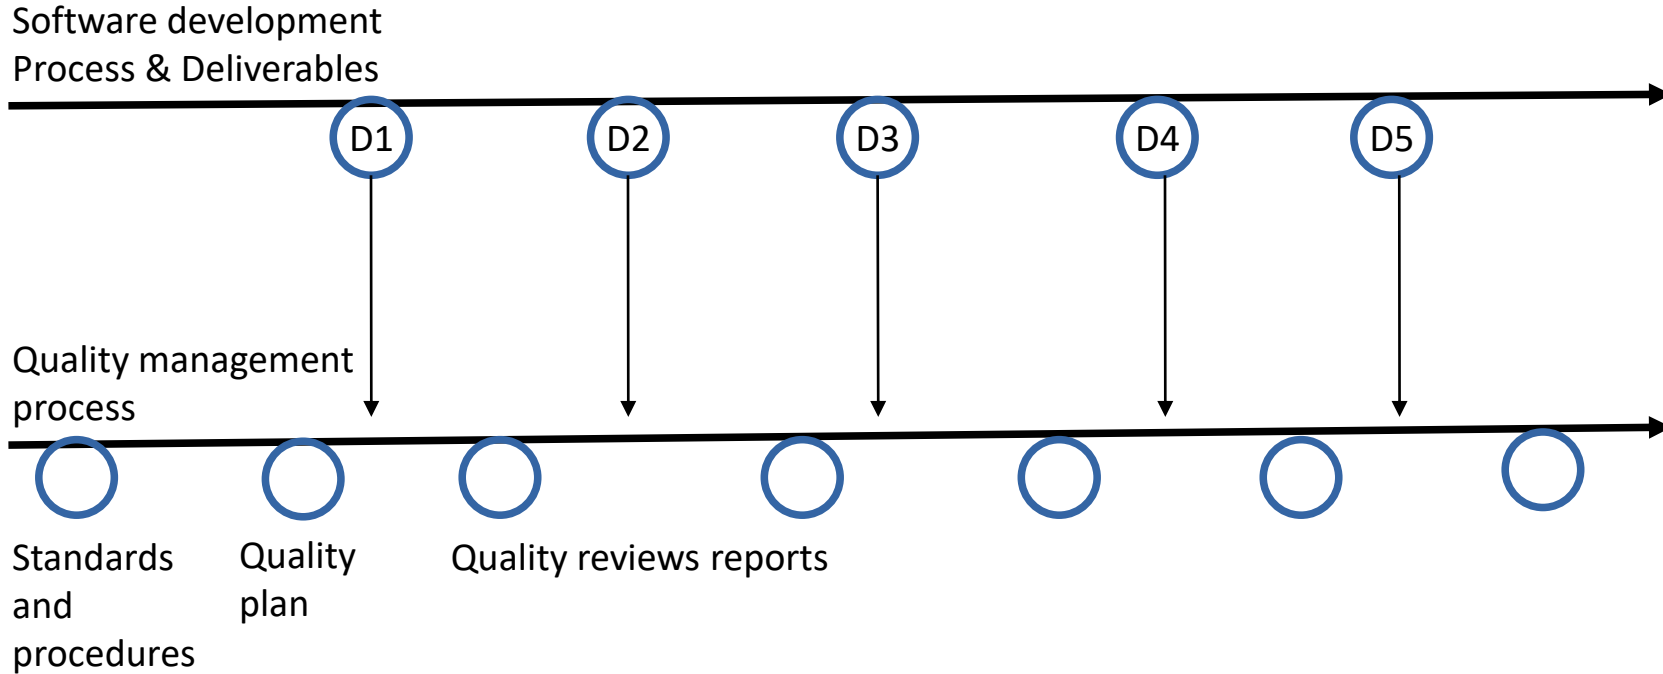 Software development
Process & Deliverables
D1
D2
D3
D4
D5
Quality management
process
Standards
and
procedures
Quality
plan
Quality reviews reports